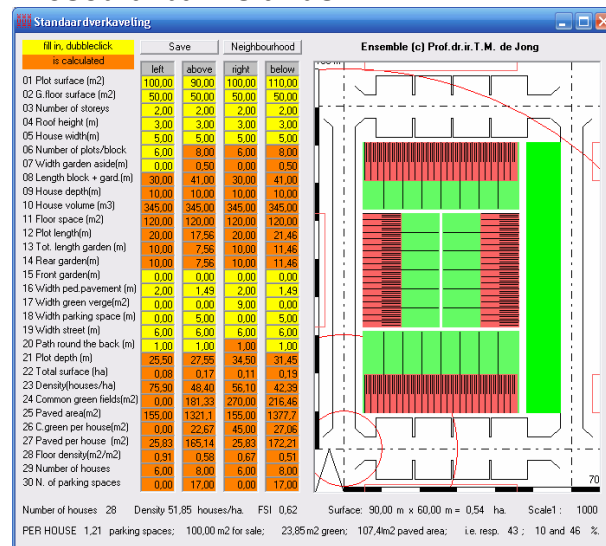 Standaardverkaveling
fill in, dubbleclick Save Neighbourhood Ensemble (c) Prof.dr.ir.T.M. de Jong
is calculated left above right below
01 Plot surface (m2) 100,00 90,00 100,00 110,00
02 G.floor surface (m2) 50,00 50,00 50,00 50,00
03 Number of storeys 2,00 2,00 2,00 2,00
04 Roof height (m) 3,00 3,00 3,00 3,00
05 House width(m) 5,00 5,00 5,00 5,00
06 Number of plots/block 6,00 8,00 6,00 8,00
07 Width garden aside(m) 0,00 0,50 0,00 0,50
08 Length block + gard.(m) 30,00 41,00 30,00 41,00
09 House depth(m) 10,00 10,00 10,00 10,00
10 House volume (m3) 345,00 345,00 345,00 345,00
11 Floor space (m2) 120,00 120,00 120,00 120,00
12 Plot length(m) 20,00 17,56 20,00 21,46
13 Tot. length garden (m) 10,00 7,56 10,00 11,46
14 Rear garden(m) 10,00 7,56 10,00 11,46
15 Front garden(m) 0,00 0,00 0,00 0,00
16 Width ped.pavement (m) 2,00 1,49 2,00 1,49
17 Width green verge(m2) 0,00 0,00 9,00 0,00
18 Width parking space (m) 0,00 5,00 0,00 5,00
19 Width street (m) 6,00 6,00 6,00 6,00
20 Path round the back (m) 1,00 1,00 1,00 1,00
21 Plot depth (m) 25,50 27,55 34,50 31,45
22 Total surface (ha) 0,08 0,17 0,11 0,19
23 Density(houses/ha) 75,90 48,40 56,10 42,39
24 Common green fields(m2) 0,00 181,33 270,00 216,46
25 Paved area(m2) 155,00 1321,1 155,00 1377,7
26 C.green per house(m2) 0,00 22,67 45,00 27,06
27 Paved per house (m2) 25,83 165,14 25,83 172,21
28 Floor density(m2/m2) 0,91 0,58 0,67 0,51
29 Number of houses 6,00 8,00 6,00 8,00
30 N. of parking spaces 0,00 17,00 0,00 17,00
70
Number of houses 28 Density 51,85 houses/ha. FSI 0,62 Surface: 90,00 m x 60,00 m = 0,54 ha. Scale1 : 1000
PER HOUSE 1,21 parking spaces; 100,00 m2 for sale; 23,85 m2 green; 107,4m2 paved area; i.e. resp. 43 ; 10 and 46 %.